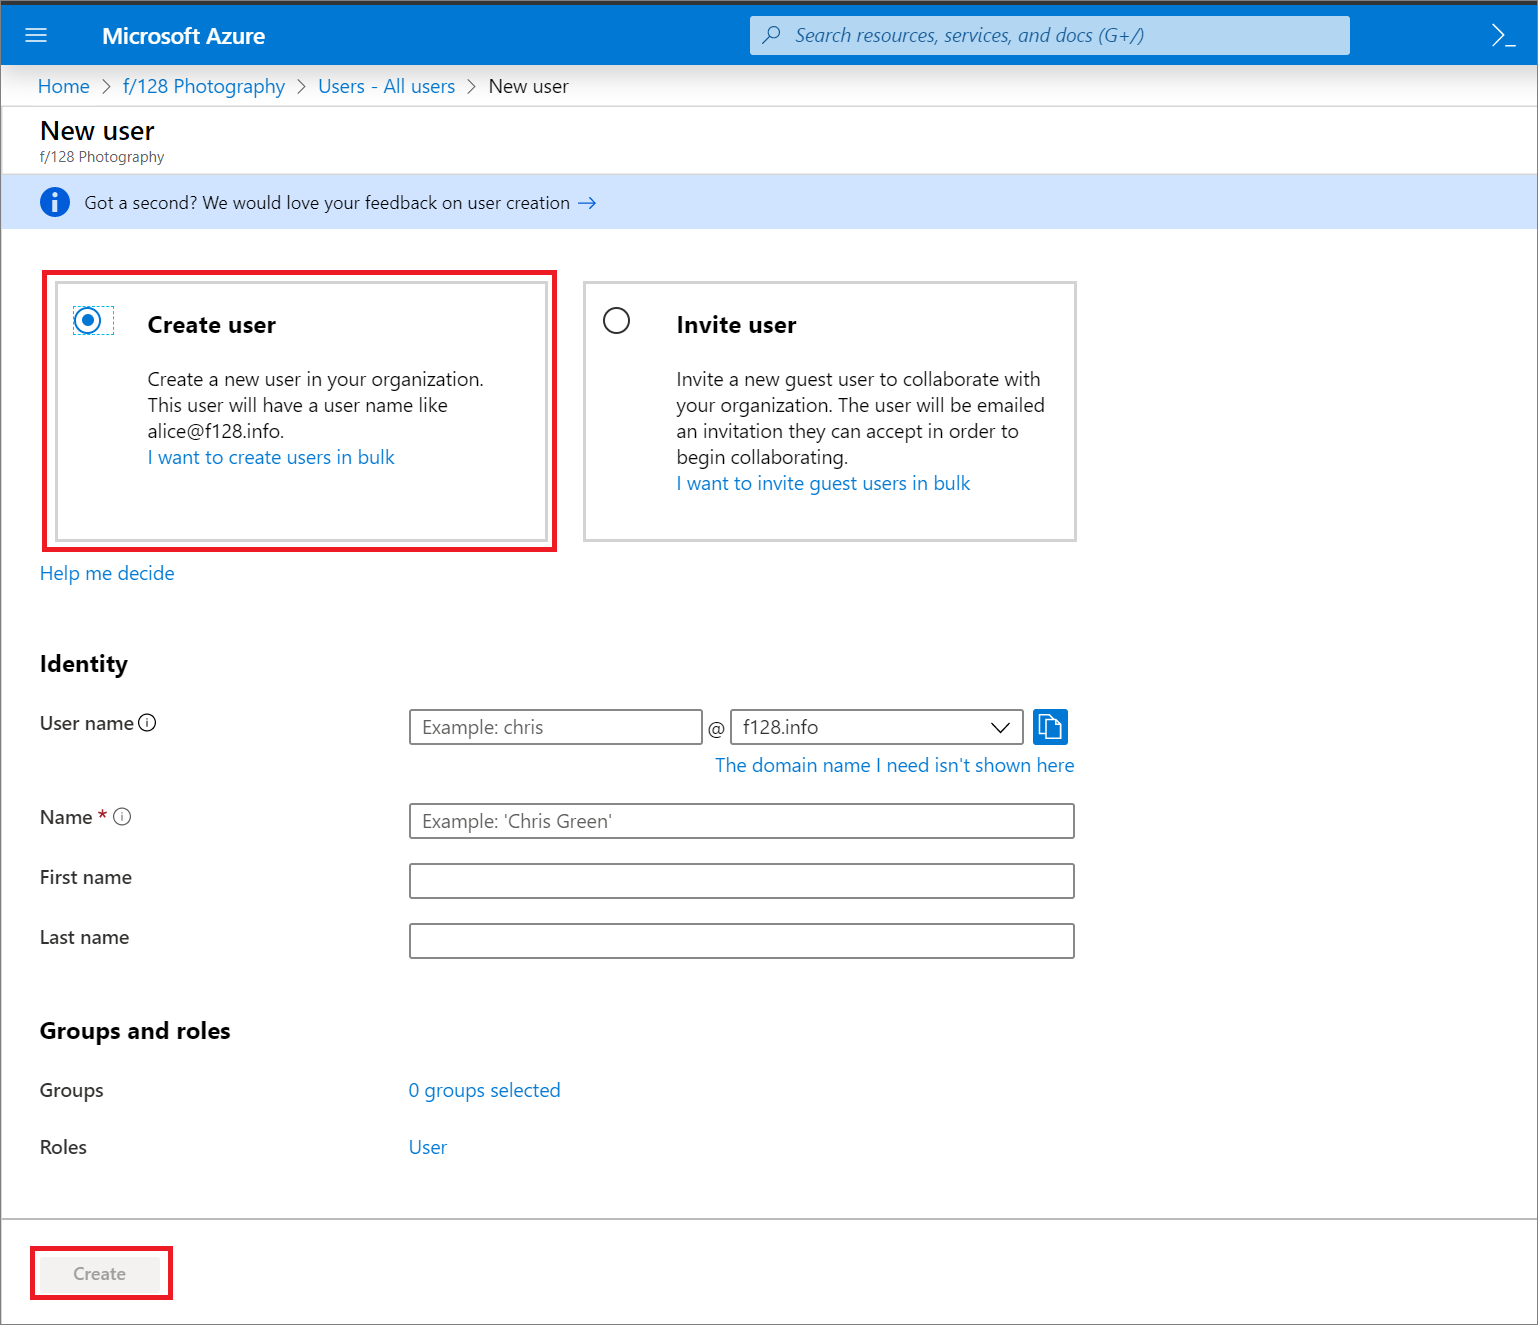 Microsoft Azure
Search resources, services, and docs (G+/)
Home > f/128 Photography > Users - All users > New user
New user
f/128 Photography
Got a second? We would love your feedback on user creation →
Create user
Create a new user in your organization.
This user will have a user name like
alice@f128.info.
I want to create users in bulk
Invite user
Invite a new guest user to collaborate with
your organization. The user will be emailed
an invitation they can accept in order to
begin collaborating.
I want to invite guest users in bulk
Help me decide
Identity
User name
Example: chris @ f128.info
The domain name I need isn't shown here
Name *
Example: 'Chris Green'
First name
Last name
Groups and roles
Groups
0 groups selected
Roles
User
Create